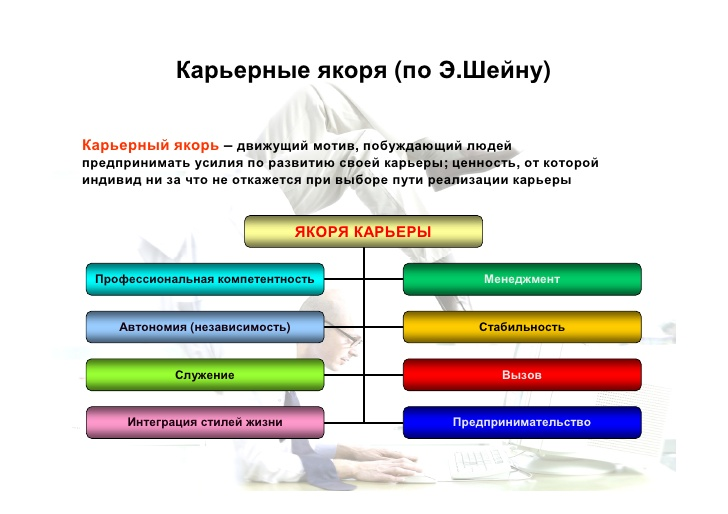 Карьерные якоря (по Э.Шейну)
Карьерный якорь – движущий мотив, побуждающий людей
предпринимать усилия по развитию своей карьеры; ценность, от которой
индивид ни за что не откажется при выборе пути реализации карьеры
ЯКОРЯ КАРЬЕРЫ
Профессиональная компетентность
Менеджмент
Автономия (независимость)
Стабильность
Служение
Вызов
Интеграция стилей жизни
Предпринимательство